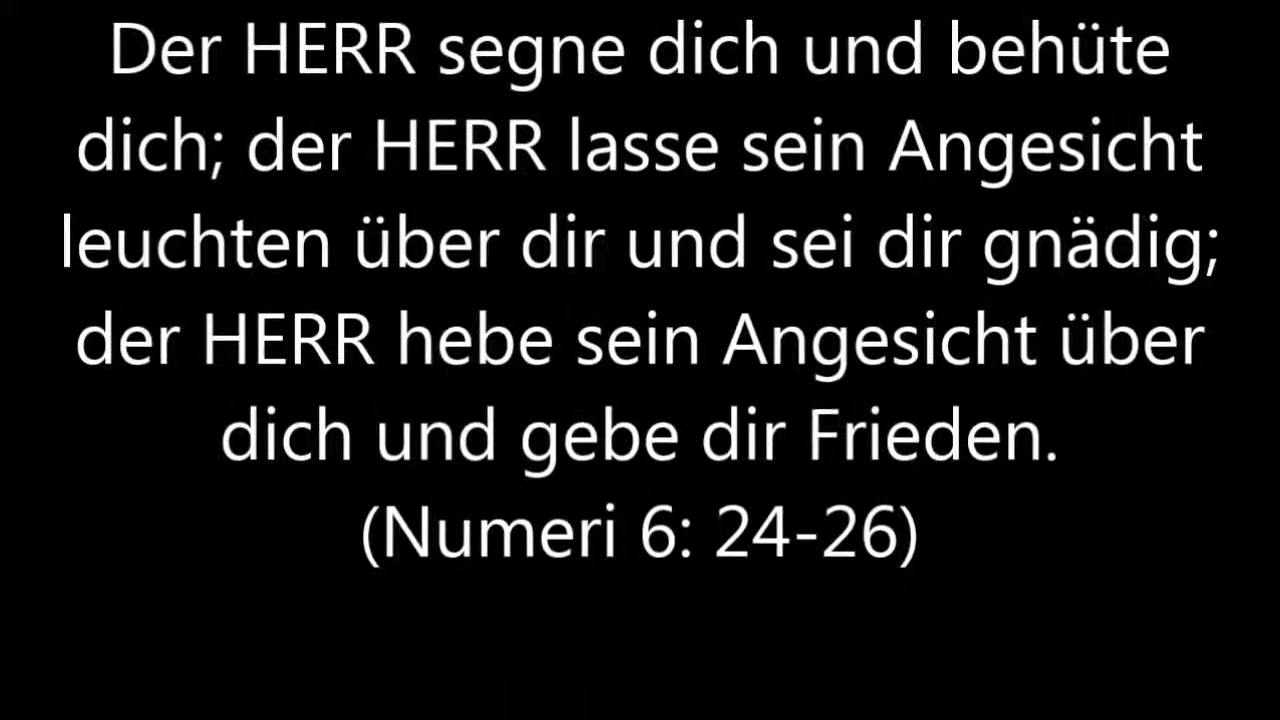 Der HERR segne dich und behüte
dich; der HERR lasse sein Angesicht
leuchten über dir und sei dir gnädig;
der HERR hebe sein Angesicht über
dich und gebe dir Frieden.
(Numeri 6: 24-26)